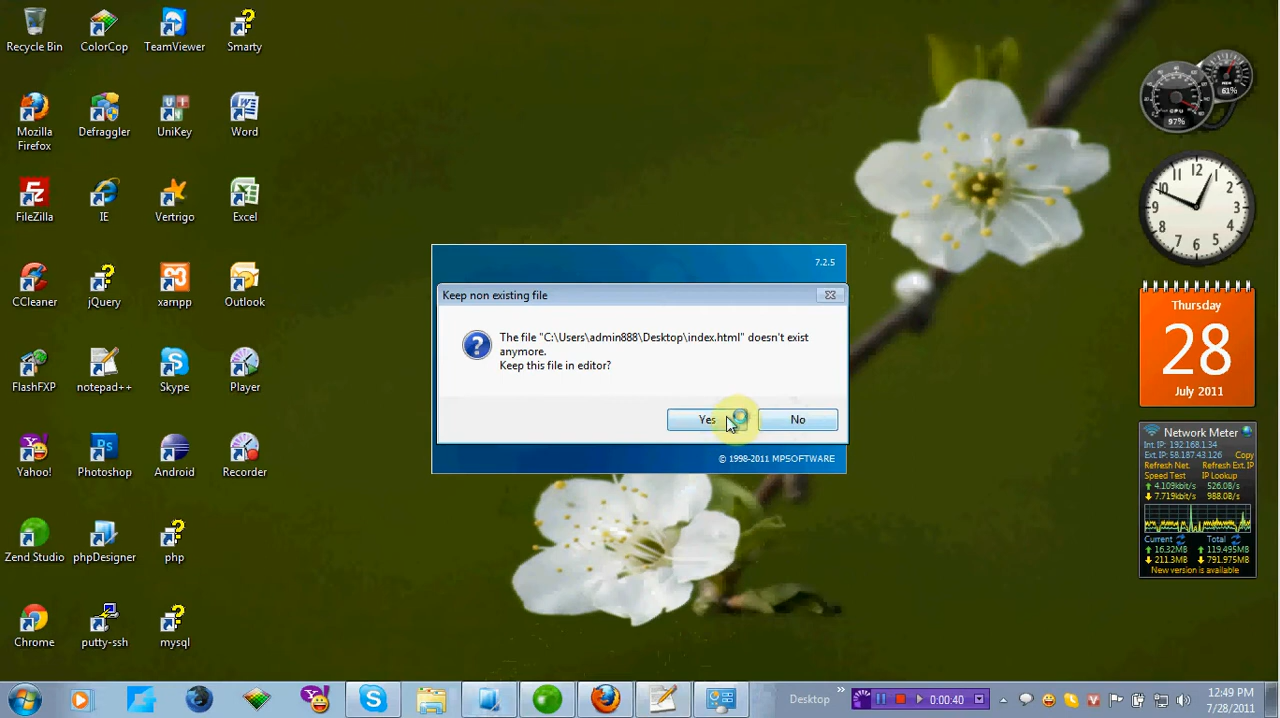 Recycle Bin
ColorCop
TeamViewer
Smarty
Mozilla
Firefox
Defraggler
UniKey
Word
FileZilla
IE
Vertrigo
Excel
CCleaner
jQuery
xampp
Outlook
FlashFXP
notepad++
Skype
Player
Yahoo!
Photoshop
Android
Recorder
Zend Studio
phpDesigner
php
Chrome
putty-ssh
mysql
7.2.5
Keep non existing file
The file "C:\Users\admin888\Desktop\index.html" doesn't exist
anymore.
Keep this file in editor?
Yes
No
© 1998-2011 MPSOFTWARE
61%
97%
Thursday
28
July 2011
Network Meter
Int. IP: 192.168.1.34
Ext. IP: 58.187.43.126 Copy
Refresh Net. Refresh Ext. IP
Speed Test IP Lookup
4.109kbit/s 526.0B/s
7.719kbit/s 988.0B/s
Current Total
16.32MB 119.495MB
211.3MB 791.975MB
New version is available
Desktop
0:00:40
12:49 PM
7/28/2011